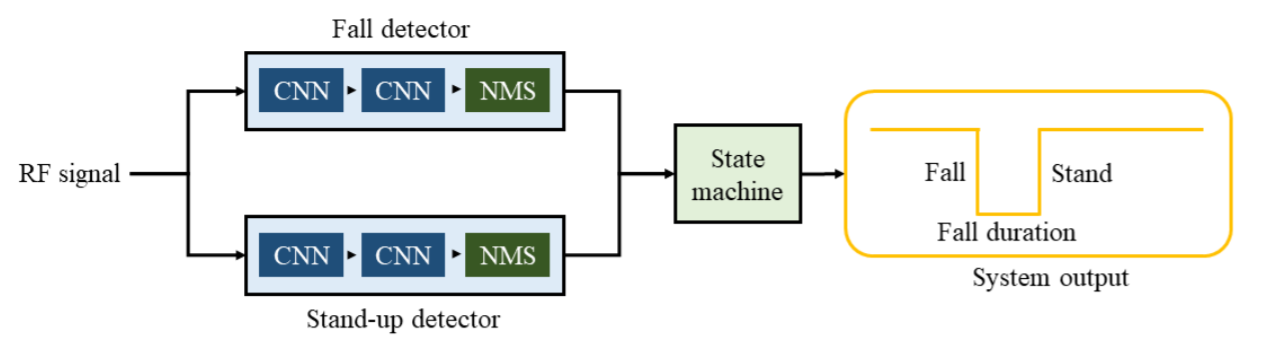 Fall detector
CNN CNN NMS
RF signal
State
machine
Fall
Stand
Fall duration
System output
CNN CNN NMS
Stand-up detector